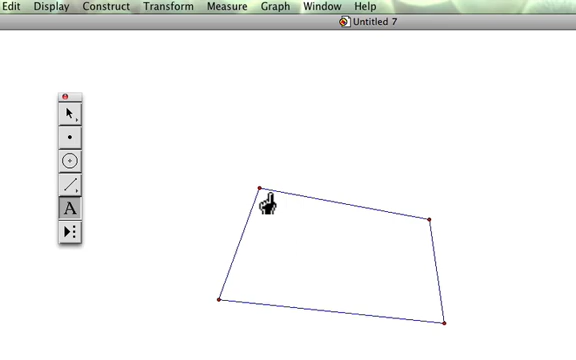 Edit Display Construct Transform Measure Graph Window Help
Untitled 7
A